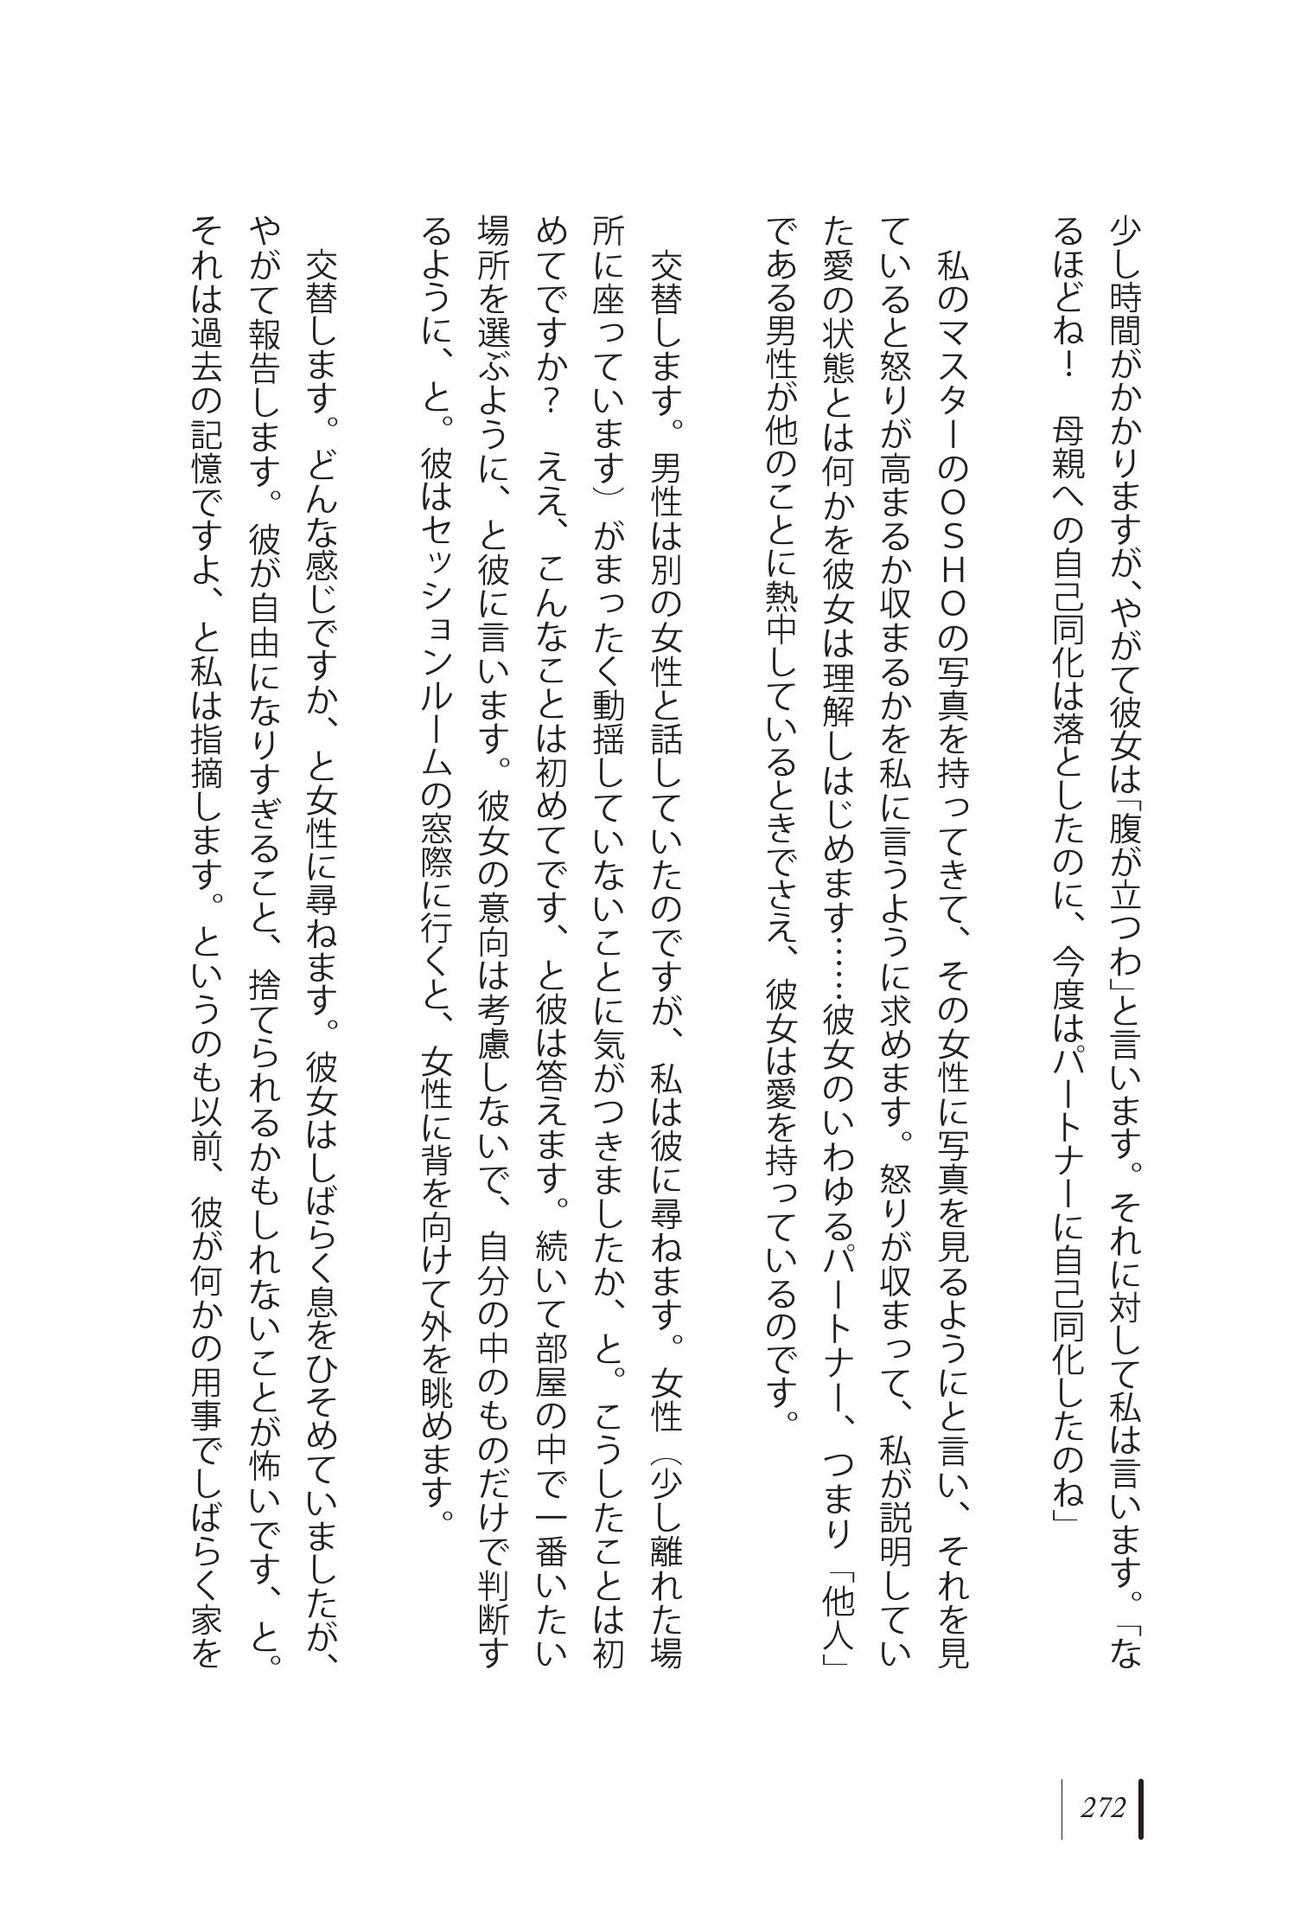 少し時間がかかりますが、やがて彼女は「腹が立つわ」と言います。それに対して私は言います。「な
るほどね！　母親への自己同化は落としたのに、今度はパートナーに自己同化したのね」
　私のマスターのＯＳＨＯの写真を持ってきて、その女性に写真を見るようにと言い、それを見
ていると怒りが高まるか収まるかを私に言うように求めます。怒りが収まって、私が説明してい
た愛の状態とは何かを彼女は理解しはじめます……彼女のいわゆるパートナー、つまり「他人」
である男性が他のことに熱中しているときでさえ、彼女は愛を持っているのです。
　交替します。男性は別の女性と話していたのですが、私は彼に尋ねます。女性（少し離れた場
所に座っています）がまったく動揺していないことに気がつきましたか、と。こうしたことは初
めてですか？　ええ、こんなことは初めてです、と彼は答えます。続いて部屋の中で一番いたい
場所を選ぶように、と彼に言います。彼女の意向は考慮しないで、自分の中のものだけで判断す
るように、と。彼はセッションルームの窓際に行くと、女性に背を向けて外を眺めます。
　交替します。どんな感じですか、と女性に尋ねます。彼女はしばらく息をひそめていましたが、
やがて報告します。彼が自由になりすぎること、捨てられるかもしれないことが怖いです、と。
それは過去の記憶ですよ、と私は指摘します。というのも以前、彼が何かの用事でしばらく家を
272